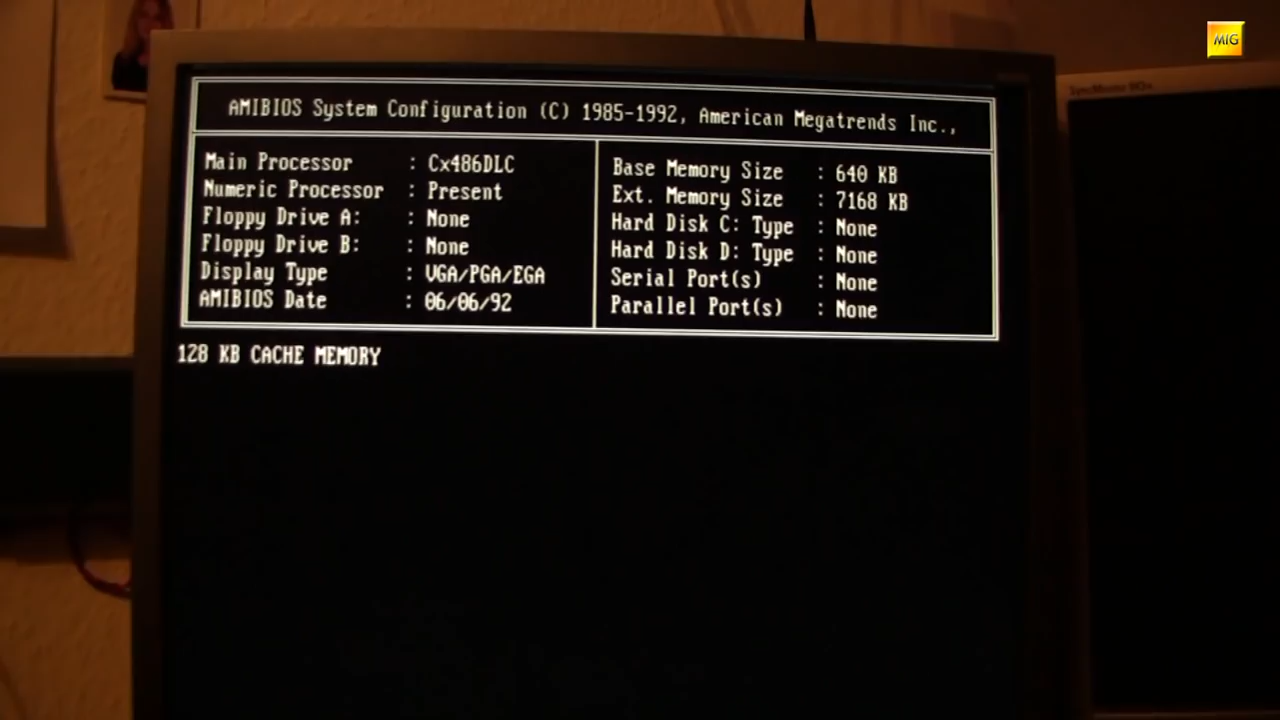 MIG
SyncMaster
AMIBIOS System Configuration (C) 1985-1992, American Megatrends Inc.,
Main Processor : Cx486DLC
Numeric Processor : Present
Floppy Drive A: : None
Floppy Drive B: : None
Display Type : VGA/PGA/EGA
AMIBIOS Date : 06/06/92
Base Memory Size : 640 KB
Ext. Memory Size : 7168 KB
Hard Disk C: Type : None
Hard Disk D: Type : None
Serial Port(s) : None
Parallel Port(s) : None
128 KB CACHE MEMORY